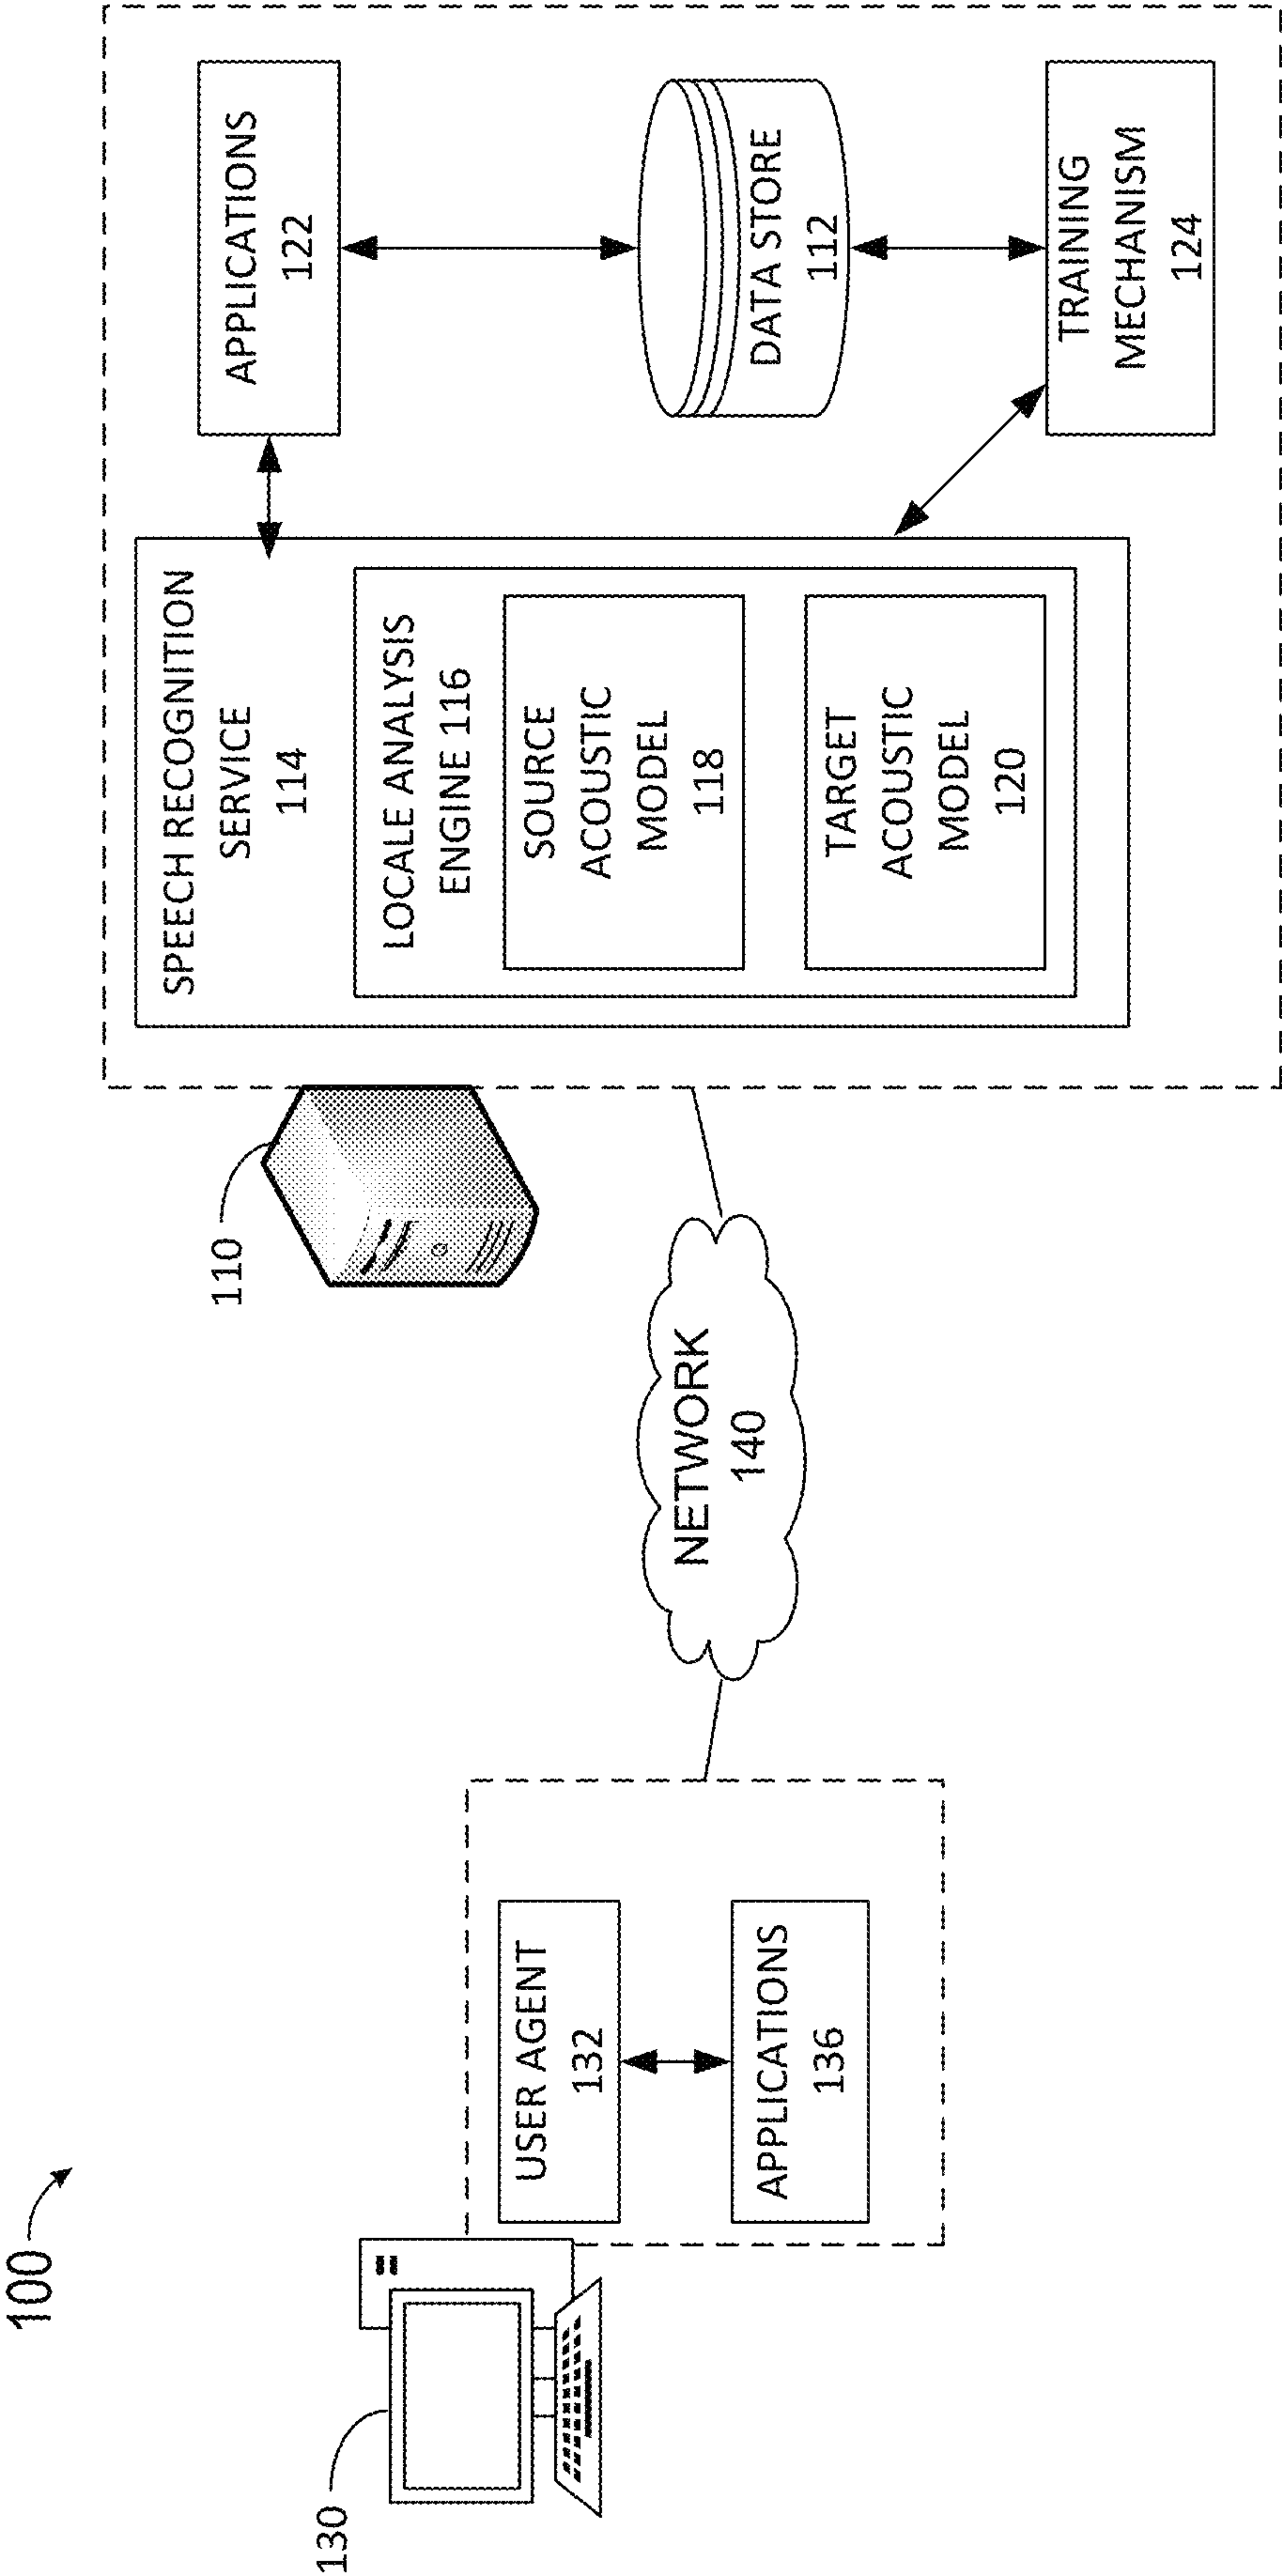 100
130
USER AGENT
132
APPLICATIONS
136
NETWORK
140
110
SPEECH RECOGNITION
SERVICE
114
LOCALE ANALYSIS
ENGINE 116
SOURCE
ACOUSTIC
MODEL
118
TARGET
ACOUSTIC
MODEL
120
APPLICATIONS
122
DATA STORE
112
TRAINING
MECHANISM
124